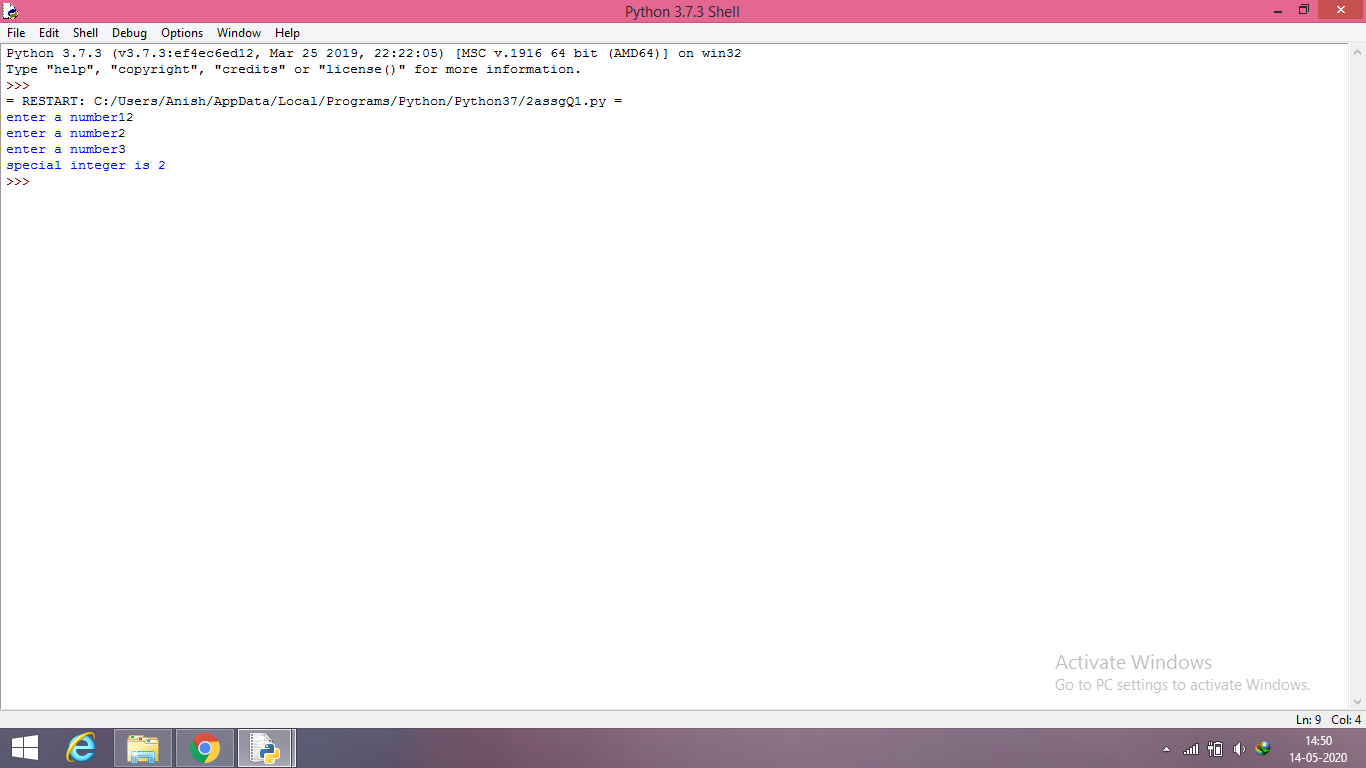 Python 3.7.3 Shell
File Edit Shell Debug Options Window Help
Python 3.7.3 (v3.7.3:ef4ec6ed12, Mar 25 2019, 22:22:05) [MSC v.1916 64 bit (AMD64)] on win32
Type "help", "copyright", "credits" or "license()" for more information.
>>>
= RESTART: C:/Users/Anish/AppData/Local/Programs/Python/Python37/2assgQ1.py =
enter a number12
enter a number2
enter a number3
special integer is 2
>>>
Activate Windows
Go to PC settings to activate Windows.
Ln: 9 Col: 4
14:50
14-05-2020